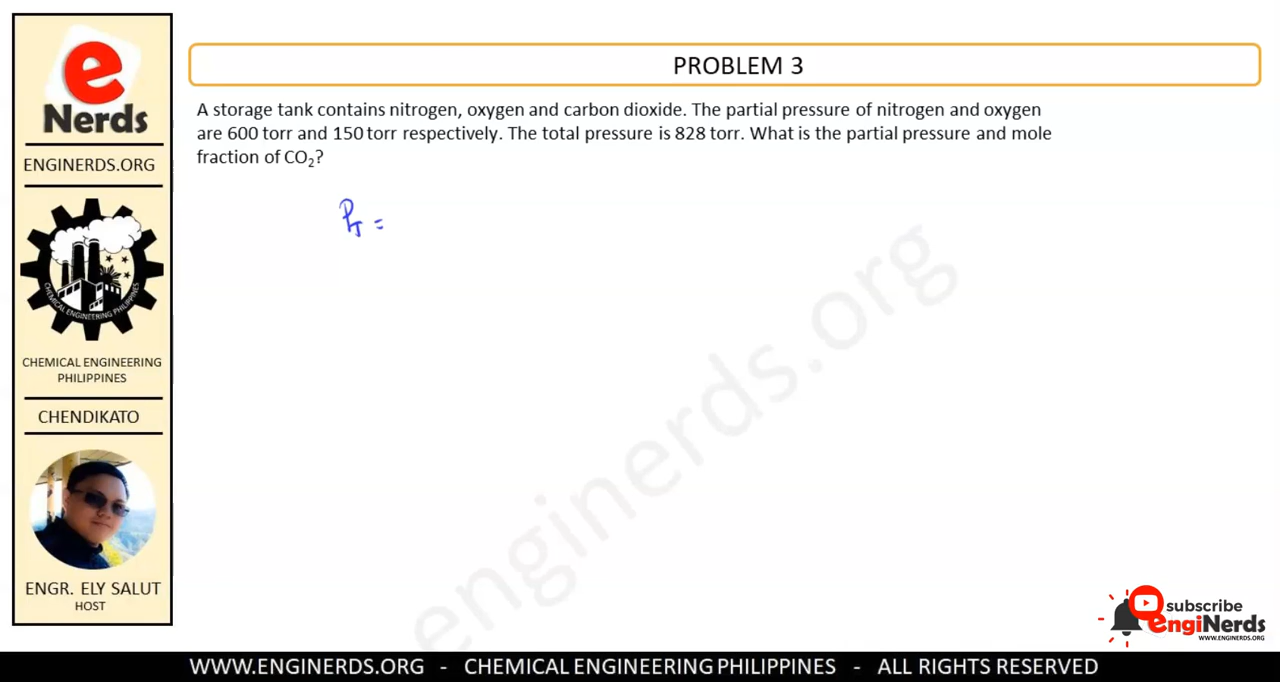 e
Nerds
ENGINERDS.ORG
CHEMICAL ENGINEERING PHILIPPINES
CHEMICAL ENGINEERING
PHILIPPINES
CHENDIKATO
ENGR. ELY SALUT
HOST
PROBLEM 3
A storage tank contains nitrogen, oxygen and carbon dioxide. The partial pressure of nitrogen and oxygen
are 600 torr and 150 torr respectively. The total pressure is 828 torr. What is the partial pressure and mole
fraction of CO₂?
P_T =
enginerds.org
subscribe
engiNerds
WWW.ENGINERDS.ORG
WWW.ENGINERDS.ORG - CHEMICAL ENGINEERING PHILIPPINES - ALL RIGHTS RESERVED